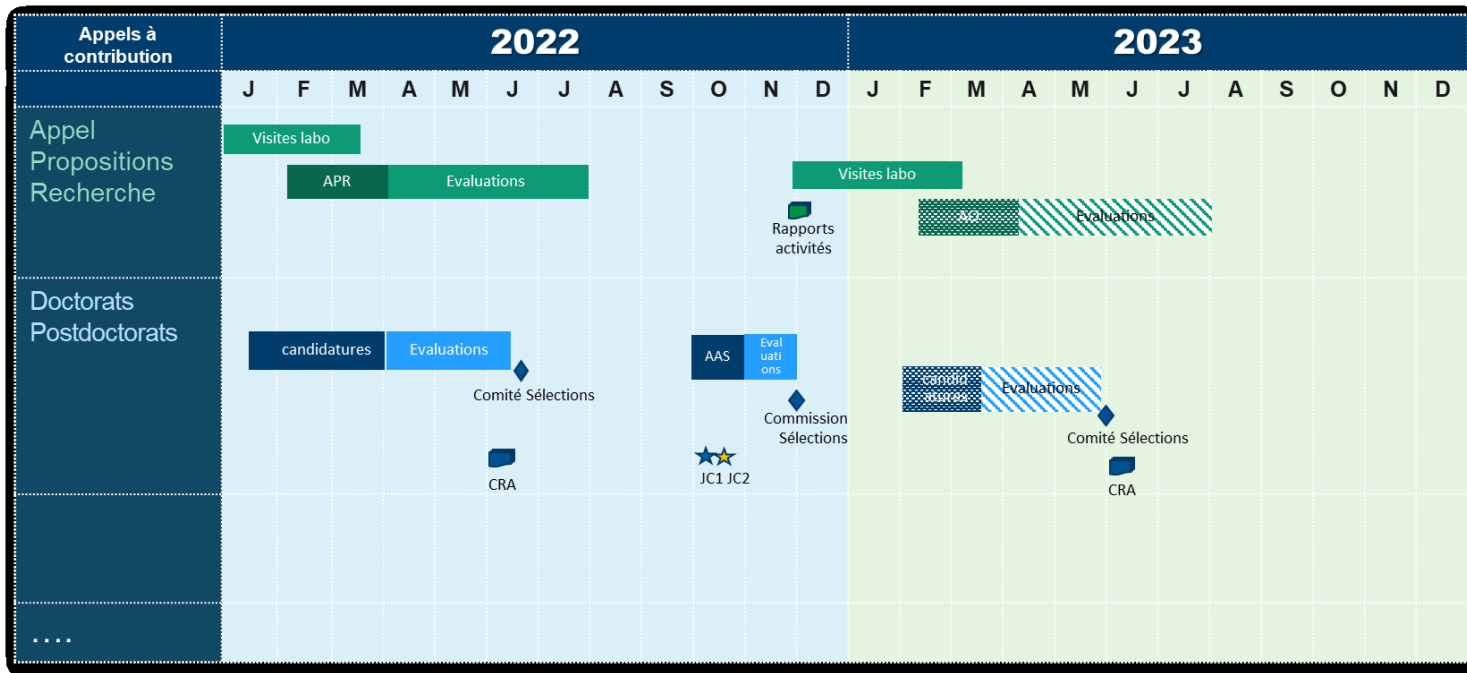 Appels à
contribution
2022
2023
J F M A M J J A S O N D J F M A M J J A S O N D
Appel
Propositions
Recherche
Visites labo
APR
Evaluations
Visites labo
Rapports
activités
AO
Evaluations
Doctorats
Postdoctorats
candidatures
Evaluations
Comité Sélections
CRA
AAS
Eval
uati
ons
Commission
Sélections
JC1 JC2
candid
atures
Evaluations
Comité Sélections
CRA
....